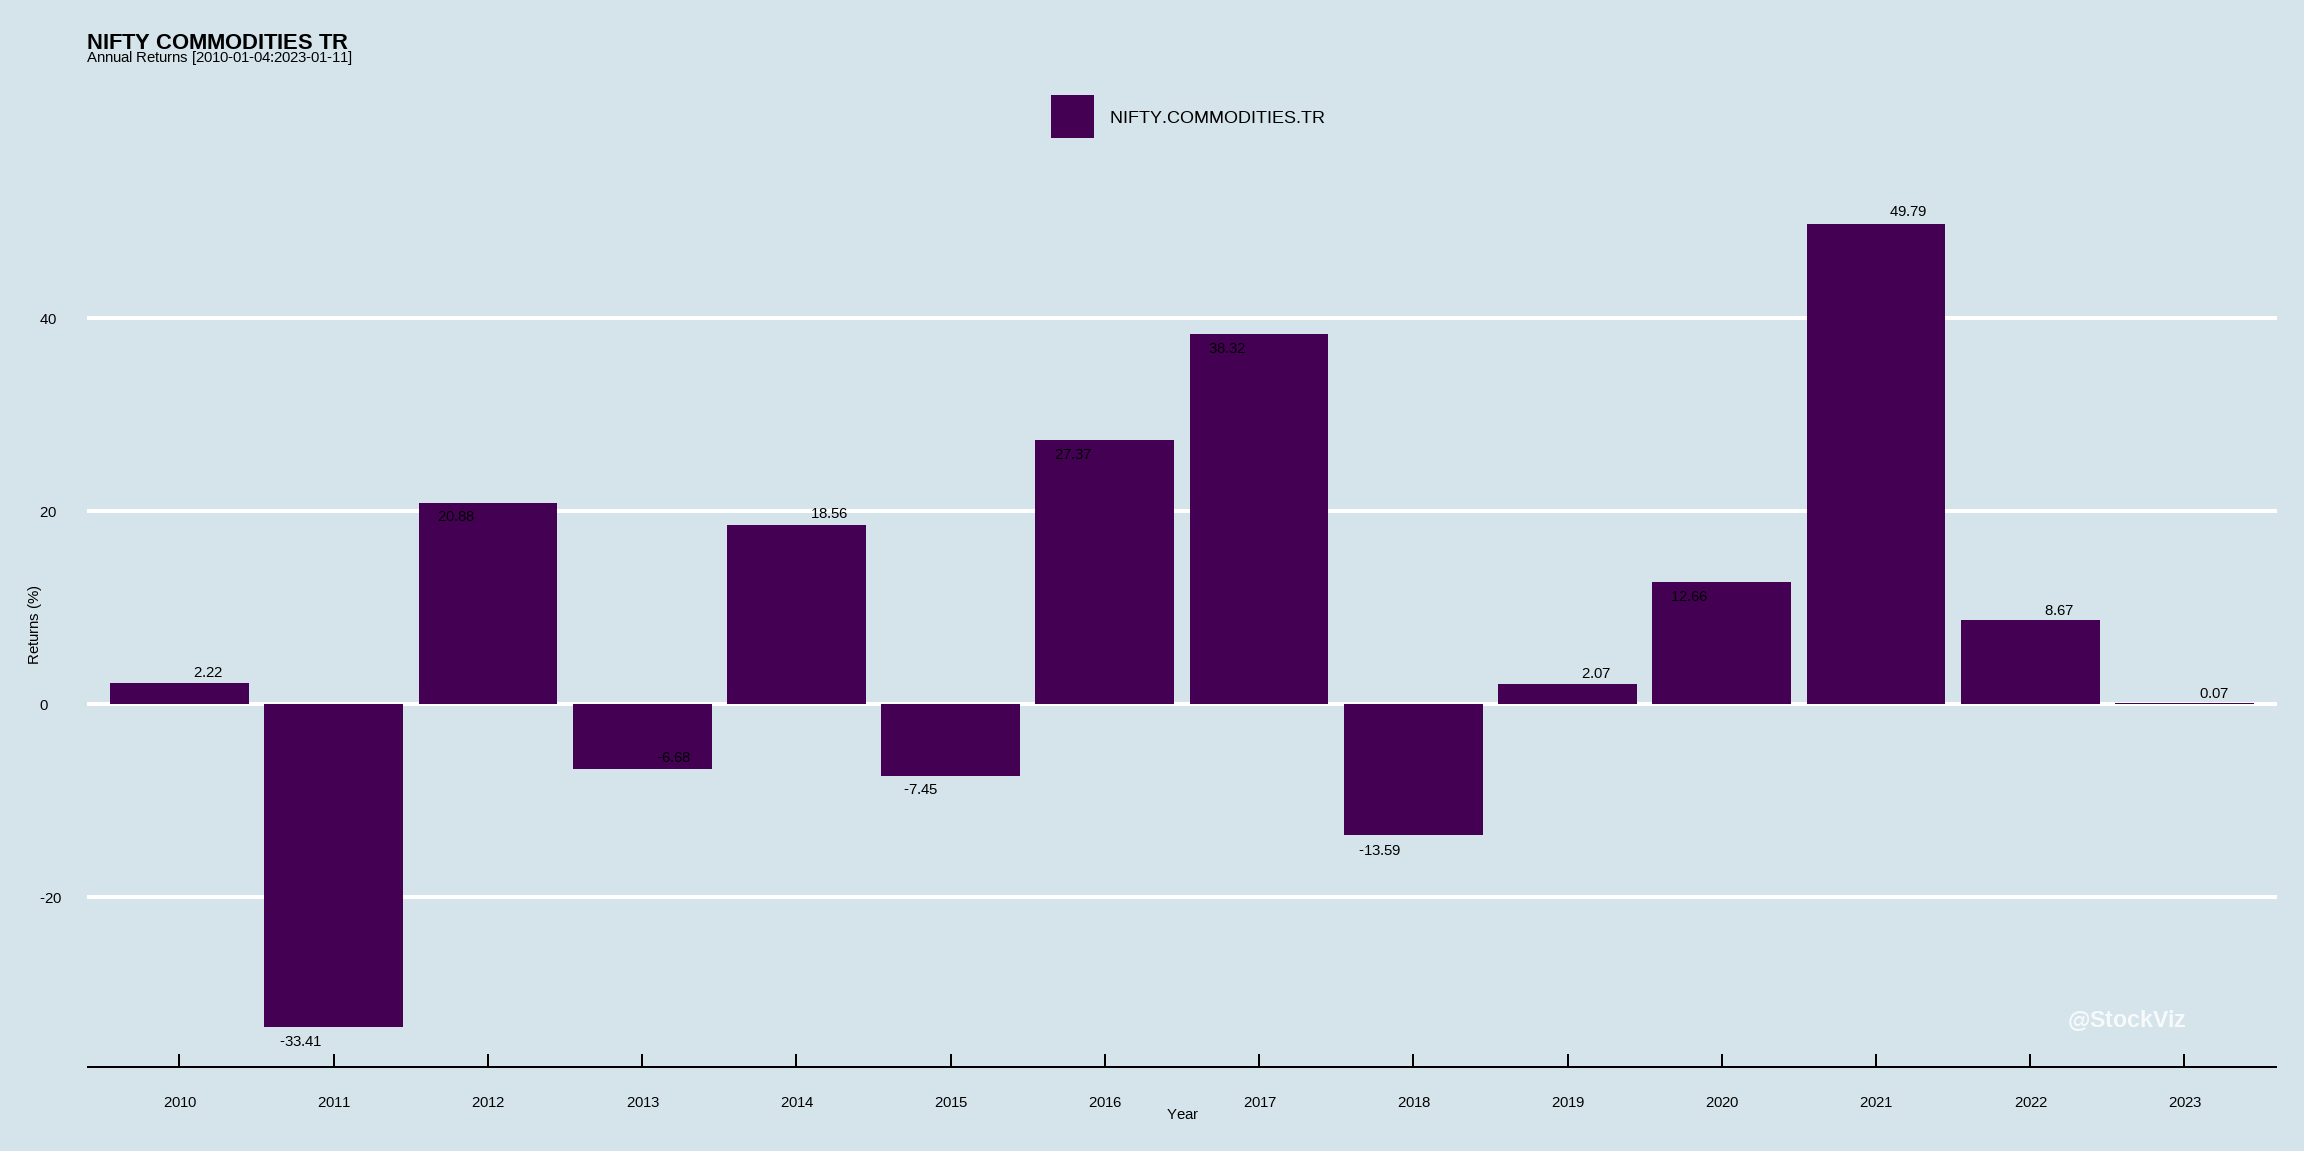 NIFTY COMMODITIES TR
Annual Returns [2010-01-04:2023-01-11]
NIFTY.COMMODITIES.TR
49.79
40
38.32
27.37
20
20.88
18.56
12.66
8.67
Returns (%)
2.22
2.07
0.07
0
-6.68
-7.45
-13.59
-20
@StockViz
-33.41
2010 2011 2012 2013 2014 2015 2016 2017 2018 2019 2020 2021 2022 2023
Year